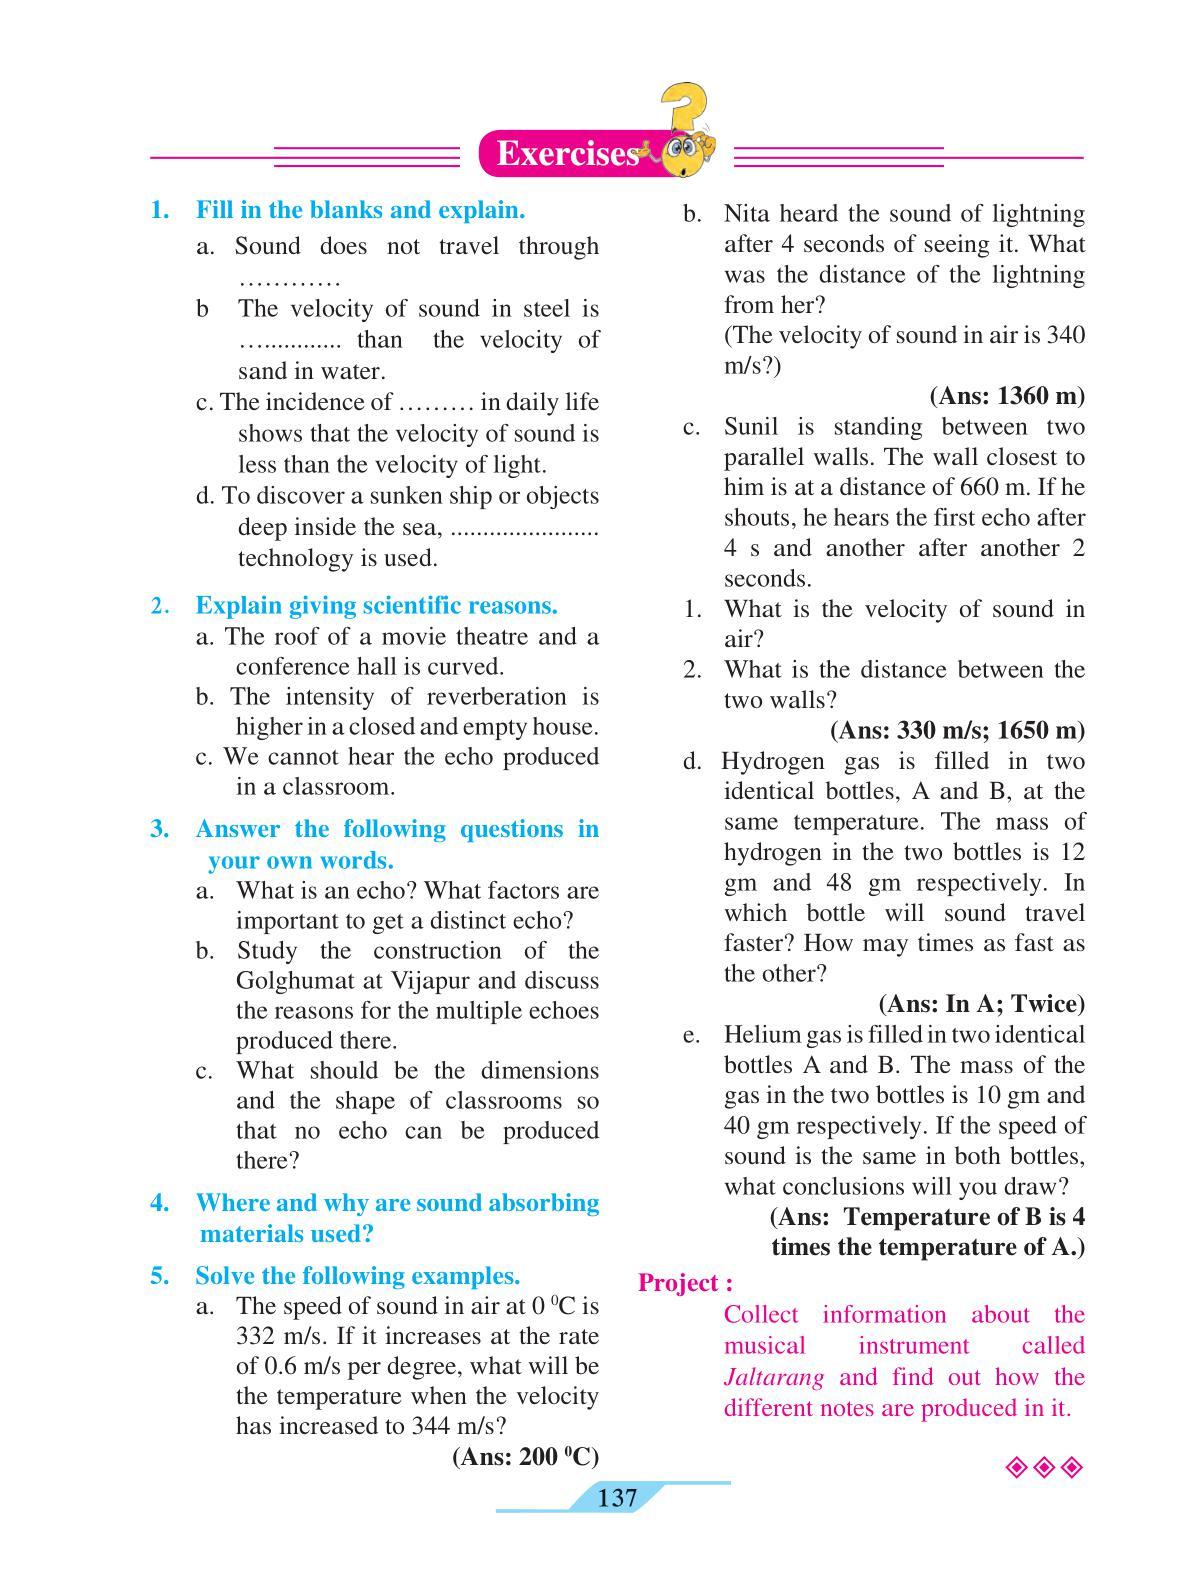 Exercises
1. Fill in the blanks and explain.
a. Sound does not travel through
…………
b The velocity of sound in steel is
…............ than the velocity of
sand in water.
c. The incidence of ……… in daily life
shows that the velocity of sound is
less than the velocity of light.
d. To discover a sunken ship or objects
deep inside the sea, .......................
technology is used.
2. Explain giving scientific reasons.
a. The roof of a movie theatre and a
conference hall is curved.
b. The intensity of reverberation is
higher in a closed and empty house.
c. We cannot hear the echo produced
in a classroom.
3. Answer the following questions in
your own words.
a. What is an echo? What factors are
important to get a distinct echo?
b. Study the construction of the
Golghumat at Vijapur and discuss
the reasons for the multiple echoes
produced there.
c. What should be the dimensions
and the shape of classrooms so
that no echo can be produced
there?
4. Where and why are sound absorbing
materials used?
5. Solve the following examples.
a. The speed of sound in air at 0 ⁰C is
332 m/s. If it increases at the rate
of 0.6 m/s per degree, what will be
the temperature when the velocity
has increased to 344 m/s?
(Ans: 200 ⁰C)
b. Nita heard the sound of lightning
after 4 seconds of seeing it. What
was the distance of the lightning
from her?
(The velocity of sound in air is 340
m/s?)
(Ans: 1360 m)
c. Sunil is standing between two
parallel walls. The wall closest to
him is at a distance of 660 m. If he
shouts, he hears the first echo after
4 s and another after another 2
seconds.
1. What is the velocity of sound in
air?
2. What is the distance between the
two walls?
(Ans: 330 m/s; 1650 m)
d. Hydrogen gas is filled in two
identical bottles, A and B, at the
same temperature. The mass of
hydrogen in the two bottles is 12
gm and 48 gm respectively. In
which bottle will sound travel
faster? How may times as fast as
the other?
(Ans: In A; Twice)
e. Helium gas is filled in two identical
bottles A and B. The mass of the
gas in the two bottles is 10 gm and
40 gm respectively. If the speed of
sound is the same in both bottles,
what conclusions will you draw?
(Ans: Temperature of B is 4
times the temperature of A.)
Project :
Collect information about the
musical instrument called
Jaltarang and find out how the
different notes are produced in it.
137